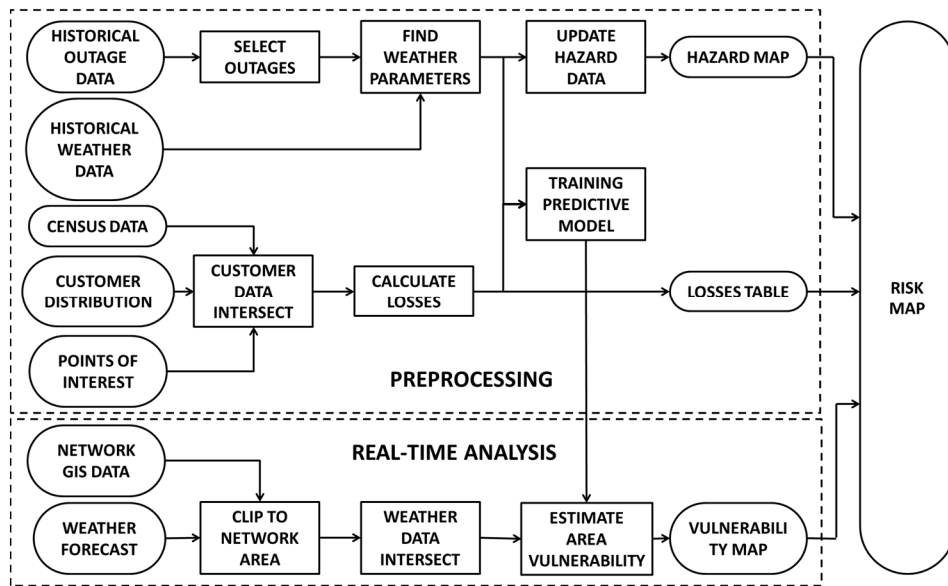 HISTORICAL
OUTAGE
DATA
SELECT
OUTAGES
FIND
WEATHER
PARAMETERS
UPDATE
HAZARD
DATA
HAZARD MAP
HISTORICAL
WEATHER
DATA
TRAINING
PREDICTIVE
MODEL
CENSUS DATA
CUSTOMER
DISTRIBUTION
CUSTOMER
DATA
INTERSECT
CALCULATE
LOSSES
LOSSES TABLE
RISK
MAP
POINTS OF
INTEREST
PREPROCESSING
REAL-TIME ANALYSIS
NETWORK
GIS DATA
WEATHER
FORECAST
CLIP TO
NETWORK
AREA
WEATHER
DATA
INTERSECT
ESTIMATE
AREA
VULNERABILITY
VULNERABILI
TY MAP